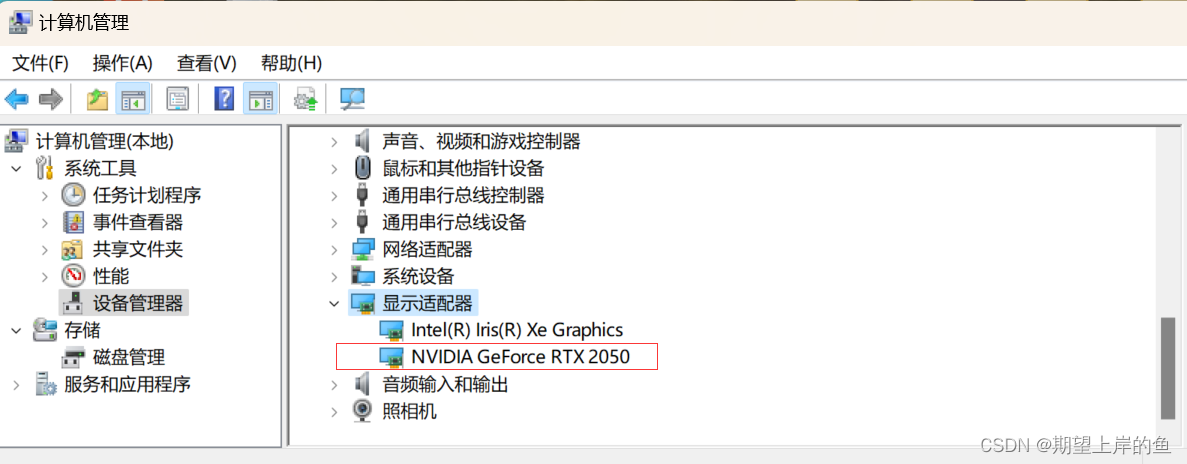 计算机管理
文件(F) 操作(A) 查看(V) 帮助(H)
计算机管理(本地)
系统工具
任务计划程序
事件查看器
共享文件夹
性能
设备管理器
存储
磁盘管理
服务和应用程序
声音、视频和游戏控制器
鼠标和其他指针设备
通用串行总线控制器
通用串行总线设备
网络适配器
系统设备
显示适配器
Intel(R) Iris(R) Xe Graphics
NVIDIA GeForce RTX 2050
音频输入和输出
照相机
CSDN @期望上岸的鱼